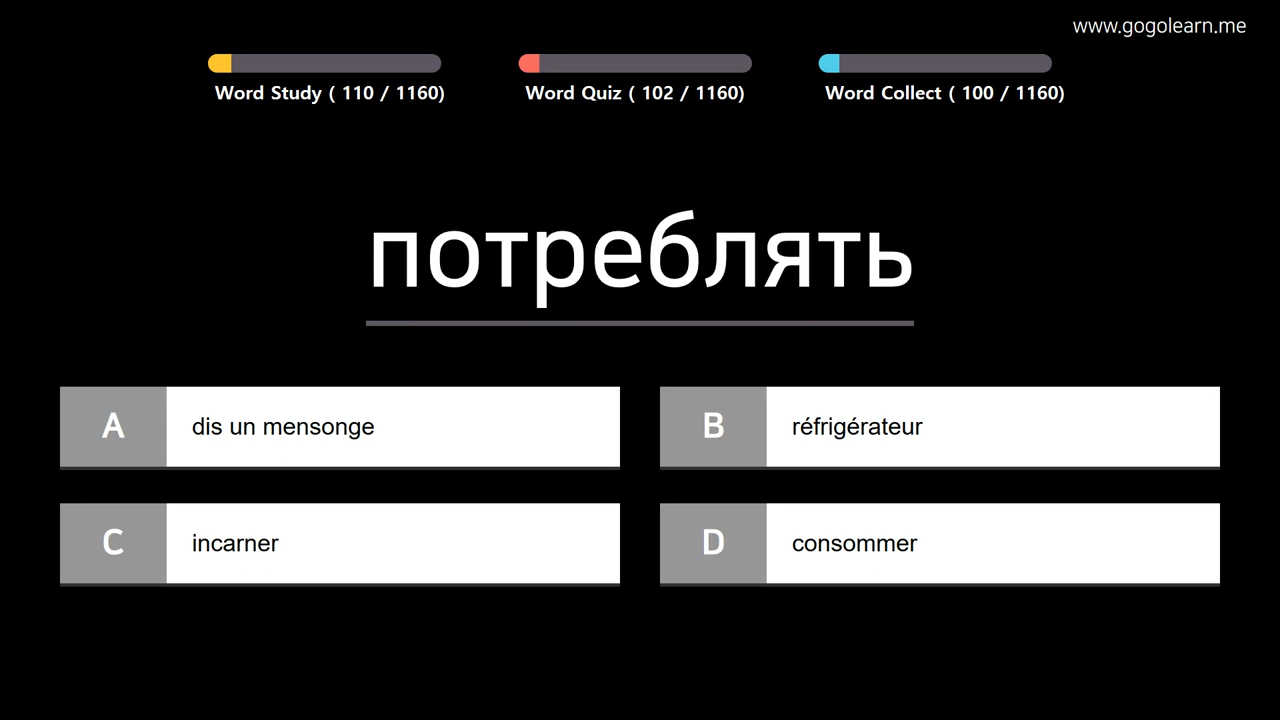 www.gogolearn.me
Word Study ( 110 / 1160)
Word Quiz ( 102 / 1160)
Word Collect ( 100 / 1160)
потреблять
A
dis un mensonge
B
réfrigérateur
C
incarner
D
consommer